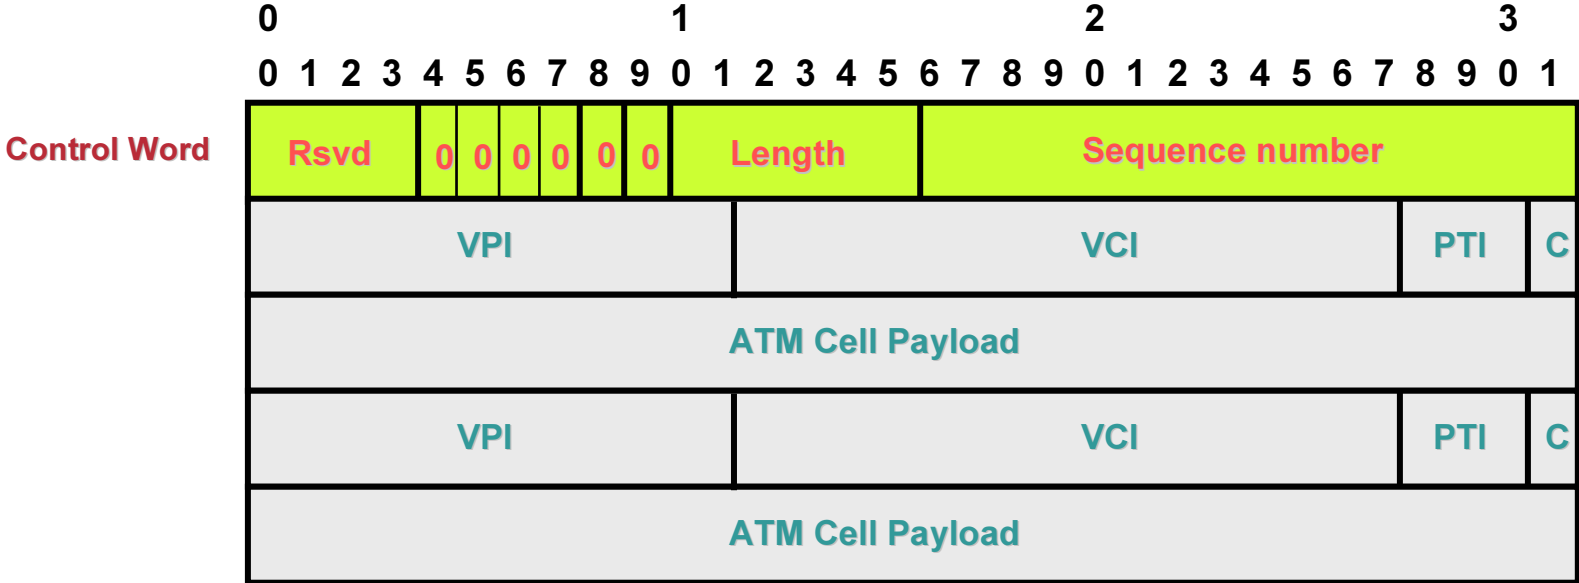 0 1 2 3
0 1 2 3 4 5 6 7 8 9 0 1 2 3 4 5 6 7 8 9 0 1 2 3 4 5 6 7 8 9 0 1
Control Word Rsvd 0 0 0 0 0 0 Length Sequence number
VPI VCI PTI C
ATM Cell Payload
VPI VCI PTI C
ATM Cell Payload